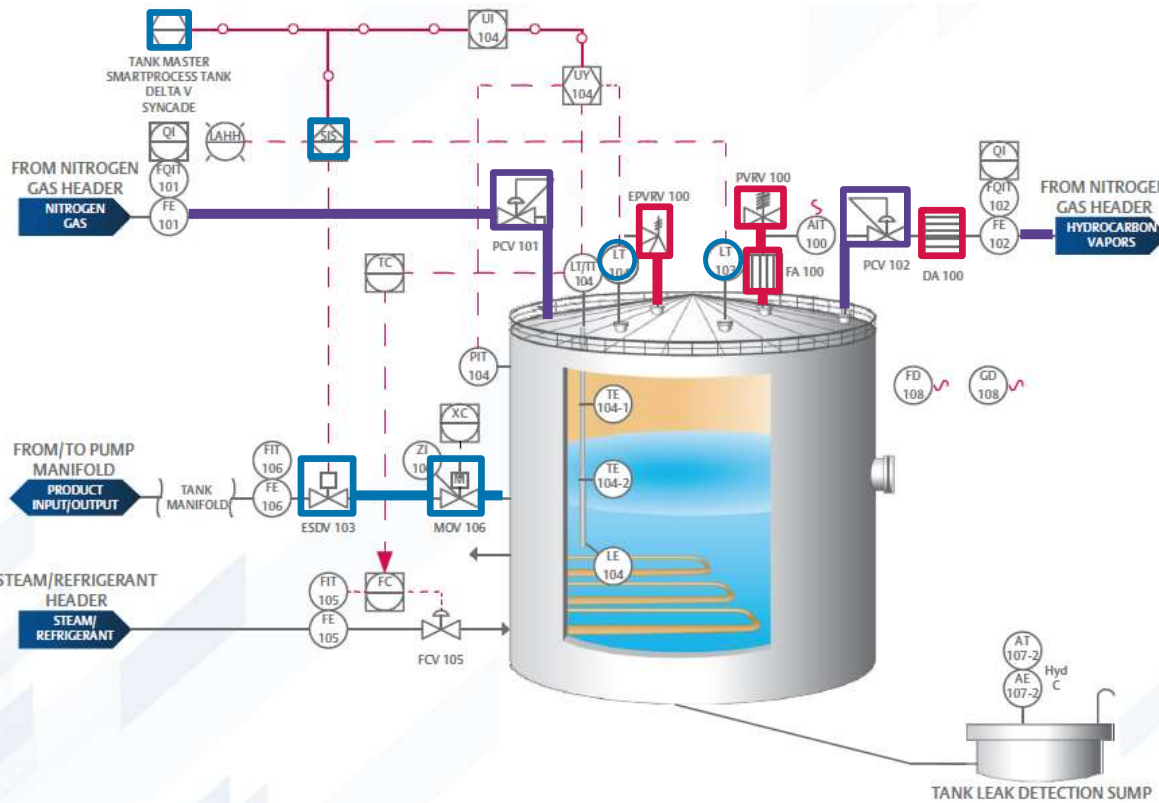 UI
104
TANK MASTER
SMARTPROCESS TANK
DELTA V
SYNCADE
UY
104
QI
LAHH
SIS
FROM NITROGEN
GAS HEADER
NITROGEN
GAS
FQIT
101
FE
101
PCV 101
EPVRV 100
PVRV 100
AIT
100
FA 100
PCV 102
DA 100
QI
FQIT
102
FE
102
FROM NITROGEN
GAS HEADER
HYDROCARBON
VAPORS
TC
LT/TT
104
LT
104
LT
103
PIT
104
TE
104-1
FD
108
GD
108
XC
FROM/TO PUMP
MANIFOLD
PRODUCT
INPUT/OUTPUT
TANK
MANIFOLD
FIT
106
FE
106
ESDV 103
ZI
M
MOV 106
TE
104-2
LE
104
STEAM/REFRIGERANT
HEADER
STEAM/
REFRIGERANT
FIT
105
FE
105
FC
FCV 105
AT
107-2
AE
107-2
Hyd
C
TANK LEAK DETECTION SUMP